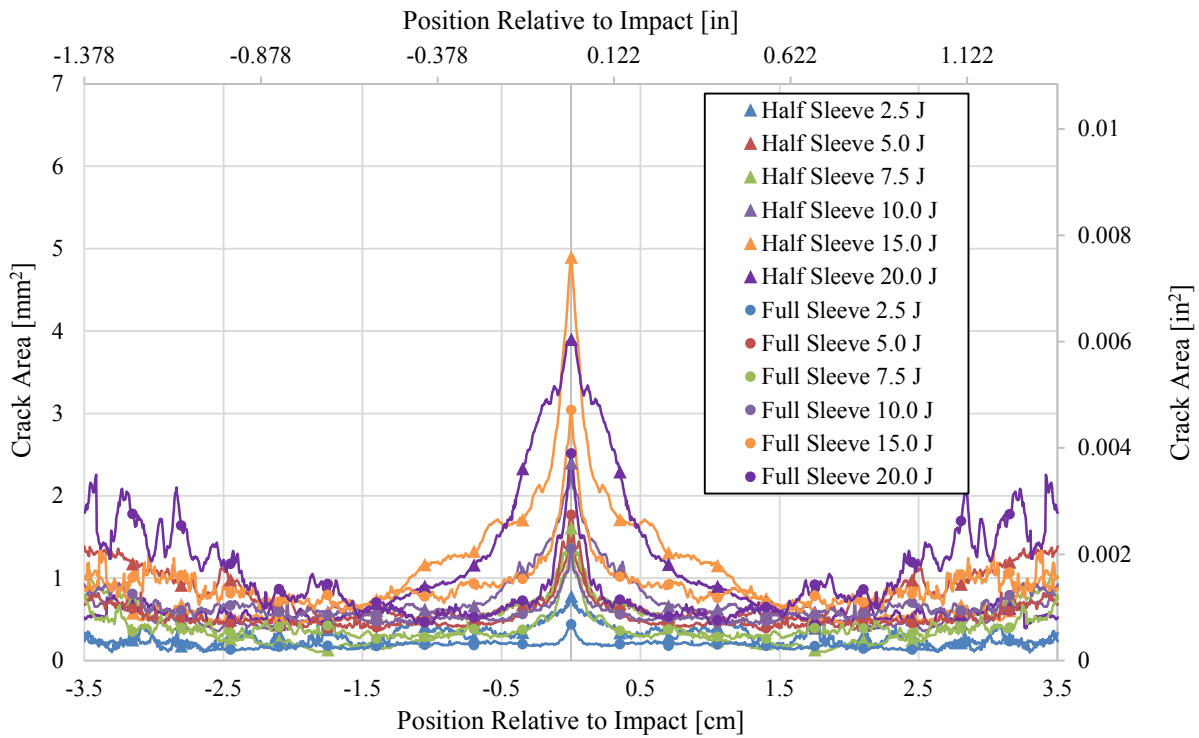 Position Relative to Impact [in]
-1.378 -0.878 -0.378 0.122 0.622 1.122
7
6
5
4
3
2
1
0
Crack Area [mm²]
Half Sleeve 2.5 J
Half Sleeve 5.0 J
Half Sleeve 7.5 J
Half Sleeve 10.0 J
Half Sleeve 15.0 J
Half Sleeve 20.0 J
Full Sleeve 2.5 J
Full Sleeve 5.0 J
Full Sleeve 7.5 J
Full Sleeve 10.0 J
Full Sleeve 15.0 J
Full Sleeve 20.0 J
0.01
0.008
0.006
0.004
0.002
0
Crack Area [in²]
-3.5 -2.5 -1.5 -0.5 0.5 1.5 2.5 3.5
Position Relative to Impact [cm]